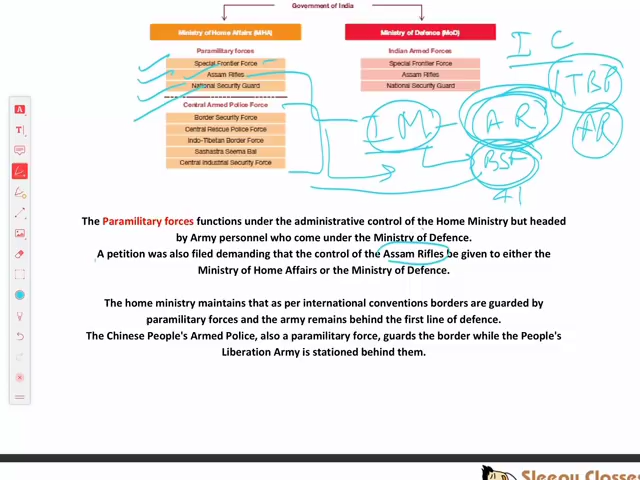 Government of India
Ministry of Home Affairs (MHA)
Ministry of Defence (MoD)
Paramilitary forces
Indian Armed Forces
Special Frontier Force
Special Frontier Force
Assam Rifles
Assam Rifles
National Security Guard
National Security Guard
Central Armed Police Force
Border Security Force
Central Rescue Police Force
Indo-Tibetan Border Force
Sashastra Seema Bal
Central Industrial Security Force
I C
ITBP
I M
AR
AR
BSF
41
The Paramilitary forces functions under the administrative control of the Home Ministry but headed
by Army personnel who come under the Ministry of Defence.
A petition was also filed demanding that the control of the Assam Rifles be given to either the
Ministry of Home Affairs or the Ministry of Defence.
The home ministry maintains that as per international conventions borders are guarded by
paramilitary forces and the army remains behind the first line of defence.
The Chinese People's Armed Police, also a paramilitary force, guards the border while the People's
Liberation Army is stationed behind them.
Sleepy Classes